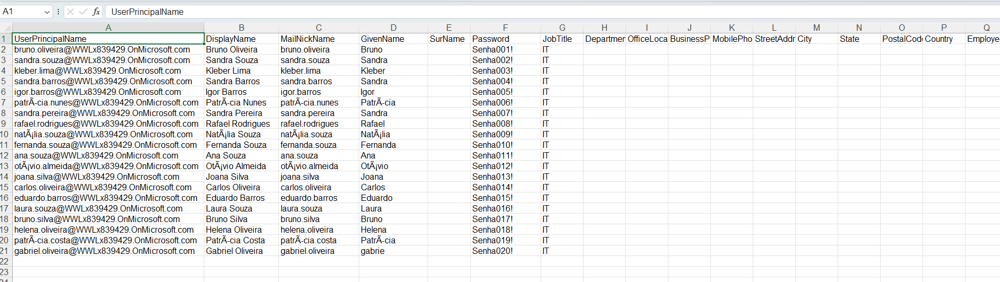 A1 fx UserPrincipalName
A B C D E F G H I J K L M N O P Q
1 UserPrincipalName DisplayName MailNickName GivenName SurName Password JobTitle Departmen OfficeLoca BusinessP MobilePho StreetAddr City State PostalCod Country Employe
2 bruno.oliveira@WWLx839429.OnMicrosoft.com Bruno Oliveira bruno.oliveira Bruno Senha001! IT
3 sandra.souza@WWLx839429.OnMicrosoft.com Sandra Souza sandra.souza Sandra Senha002! IT
4 kleber.lima@WWLx839429.OnMicrosoft.com Kleber Lima kleber.lima Kleber Senha003! IT
5 sandra.barros@WWLx839429.OnMicrosoft.com Sandra Barros sandra.barros Sandra Senha004! IT
6 igor.barros@WWLx839429.OnMicrosoft.com Igor Barros igor.barros Igor Senha005! IT
7 patrÃ-cia.nunes@WWLx839429.OnMicrosoft.com PatrÃ-cia Nunes patrÃ-cia.nunes PatrÃ-cia Senha006! IT
8 sandra.pereira@WWLx839429.OnMicrosoft.com Sandra Pereira sandra.pereira Sandra Senha007! IT
9 rafael.rodrigues@WWLx839429.OnMicrosoft.com Rafael Rodrigues rafael.rodrigues Rafael Senha008! IT
10 natÃ¡lia.souza@WWLx839429.OnMicrosoft.com NatÃ¡lia Souza natÃ¡lia.souza NatÃ¡lia Senha009! IT
11 fernanda.souza@WWLx839429.OnMicrosoft.com Fernanda Souza fernanda.souza Fernanda Senha010! IT
12 ana.souza@WWLx839429.OnMicrosoft.com Ana Souza ana.souza Ana Senha011! IT
13 otÃ¡vio.almeida@WWLx839429.OnMicrosoft.com OtÃ¡vio Almeida otÃ¡vio.almeida OtÃ¡vio Senha012! IT
14 joana.silva@WWLx839429.OnMicrosoft.com Joana Silva joana.silva Joana Senha013! IT
15 carlos.oliveira@WWLx839429.OnMicrosoft.com Carlos Oliveira carlos.oliveira Carlos Senha014! IT
16 eduardo.barros@WWLx839429.OnMicrosoft.com Eduardo Barros eduardo.barros Eduardo Senha015! IT
17 laura.souza@WWLx839429.OnMicrosoft.com Laura Souza laura.souza Laura Senha016! IT
18 bruno.silva@WWLx839429.OnMicrosoft.com Bruno Silva bruno.silva Bruno Senha017! IT
19 helena.oliveira@WWLx839429.OnMicrosoft.com Helena Oliveira helena.oliveira Helena Senha018! IT
20 patrÃ-cia.costa@WWLx839429.OnMicrosoft.com PatrÃ-cia Costa patrÃ-cia.costa PatrÃ-cia Senha019! IT
21 gabriel.oliveira@WWLx839429.OnMicrosoft.com Gabriel Oliveira gabriel.oliveira gabrie Senha020! IT
22
23
24